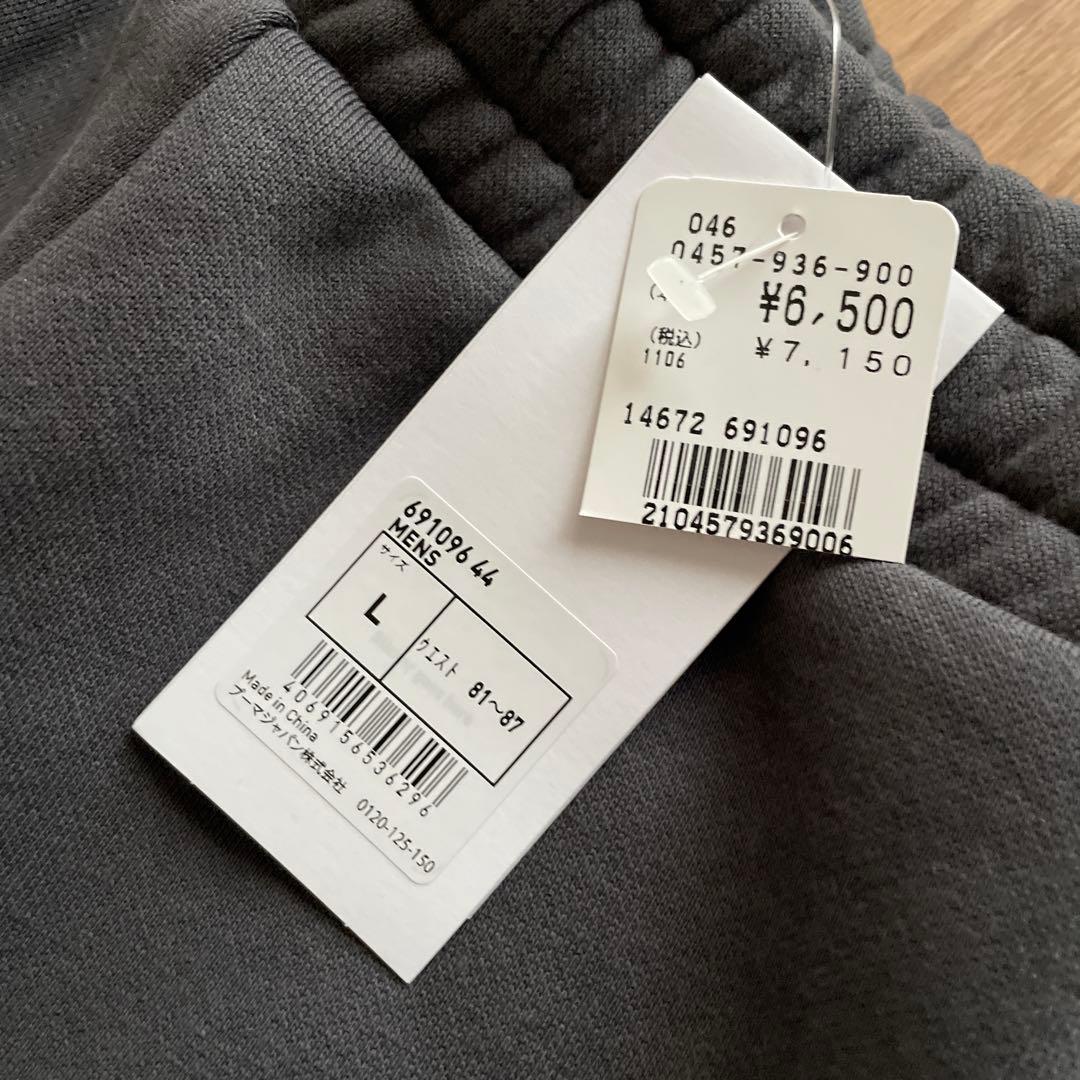 046
0457-936-900
¥6,500
(税込) ¥7,150
1106
14672 691096
2104579369006
691096 44
MENS
サイズ
L
ウエスト 81〜87
4069156536296
Made in China
プーマジャパン株式会社 0120-125-150